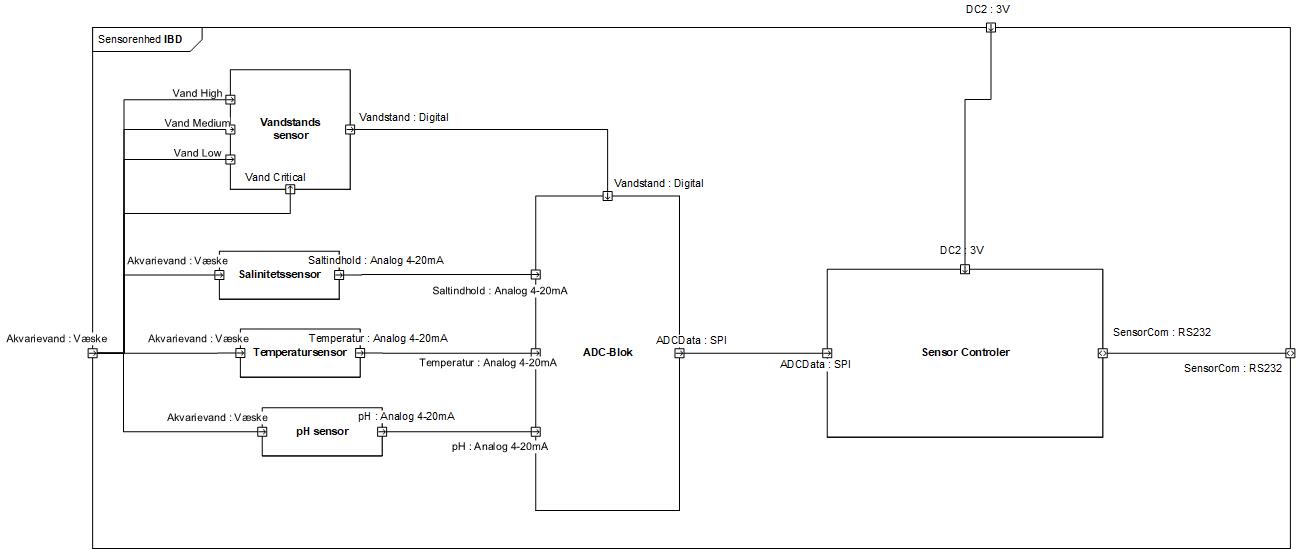 DC2 : 3V
Sensorenhed IBD
Vand High
Vand Medium
Vand Low
Vand Critical
Vandstands
sensor
Vandstand : Digital
Vandstand : Digital
Akvarievand : Væske
Saltindhold : Analog 4-20mA
Salinitetssensor
Saltindhold : Analog 4-20mA
DC2 : 3V
Akvarievand : Væske
Akvarievand : Væske
Temperatur : Analog 4-20mA
Temperatursensor
Temperatur : Analog 4-20mA
ADC-Blok
ADCData : SPI
ADCData : SPI
Sensor Controler
SensorCom : RS232
SensorCom : RS232
Akvarievand : Væske
pH : Analog 4-20mA
pH sensor
pH : Analog 4-20mA